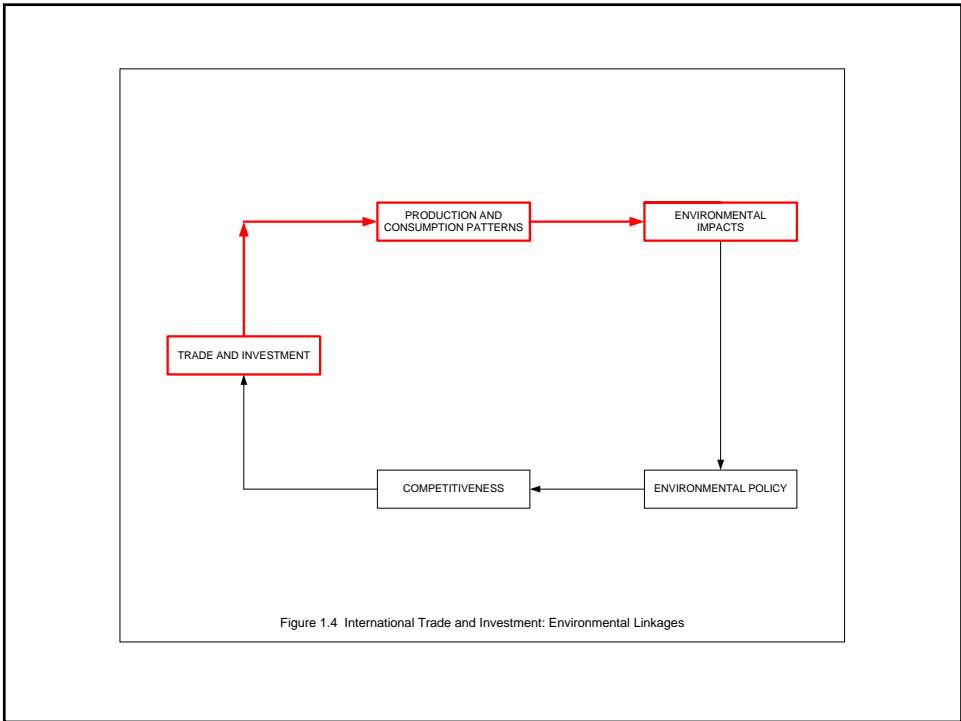 PRODUCTION AND
CONSUMPTION PATTERNS
ENVIRONMENTAL
IMPACTS
TRADE AND INVESTMENT
COMPETITIVENESS
ENVIRONMENTAL POLICY
Figure 1.4 International Trade and Investment: Environmental Linkages